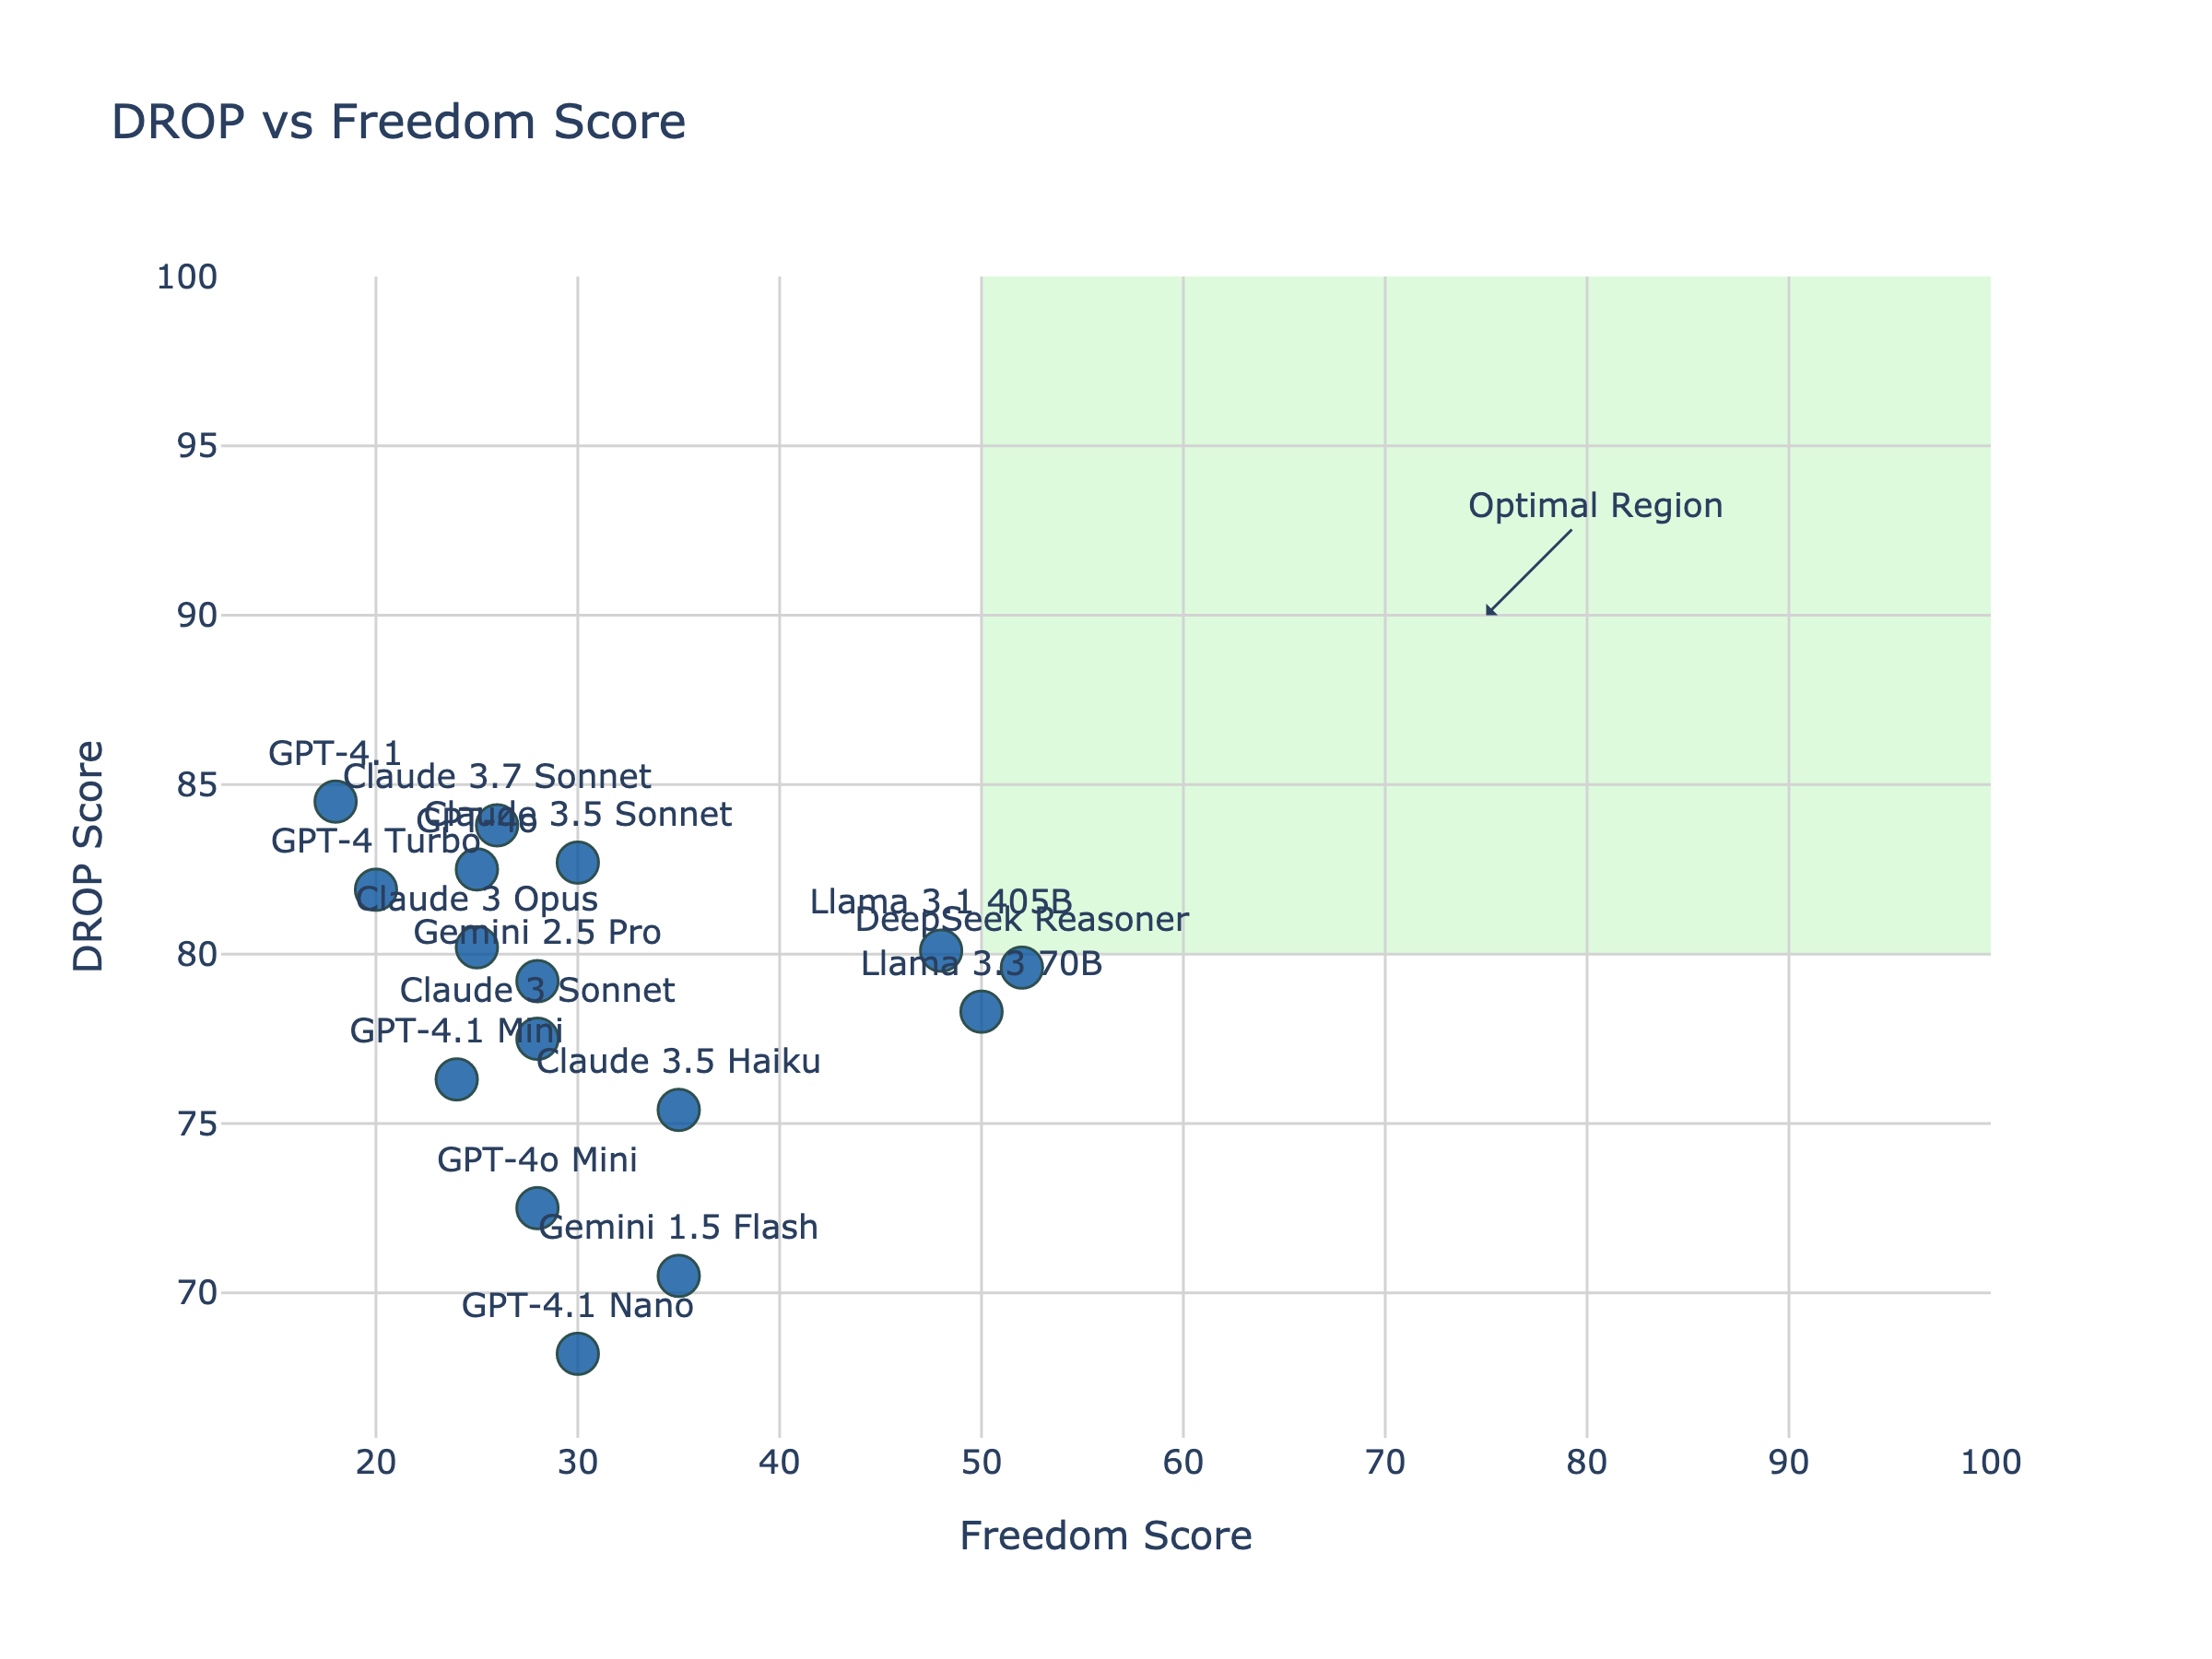 DROP vs Freedom Score
100
95
90
85
80
75
70
DROP Score
Optimal Region
GPT-4.1
Claude 3.7 Sonnet
Claude 3.5 Sonnet
GPT-4o
GPT-4 Turbo
Claude 3 Opus
Llama 3.1 405B
DeepSeek Reasoner
Gemini 2.5 Pro
Llama 3.3 70B
Claude 3 Sonnet
GPT-4.1 Mini
Claude 3.5 Haiku
GPT-4o Mini
Gemini 1.5 Flash
GPT-4.1 Nano
20
30
40
50
60
70
80
90
100
Freedom Score